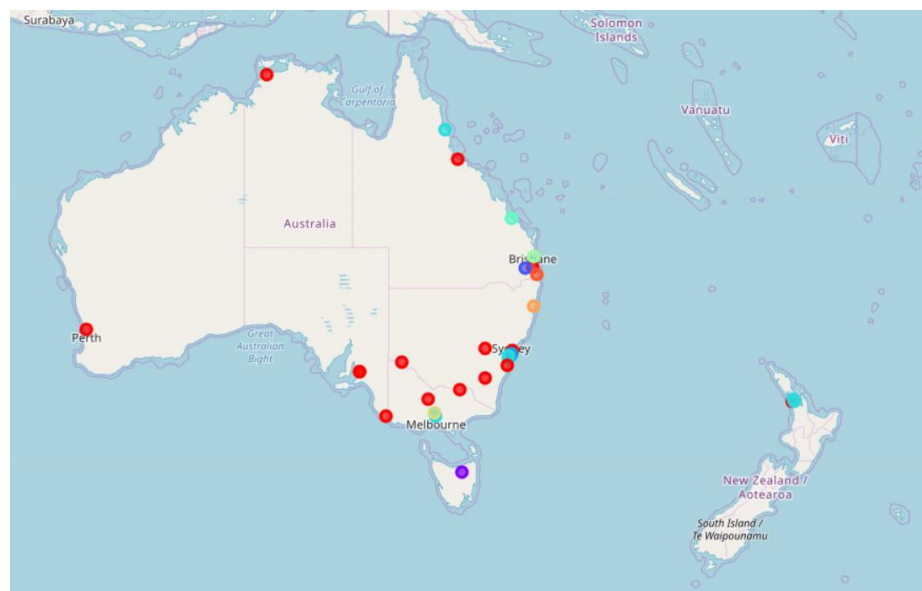 Surabaya
Solomon
Islands
Gulf of
Carpentaria
Vanuatu
Viti
Australia
Brisbane
Great
Australian
Bight
Perth
Sydney
Melbourne
New Zealand /
Aotearoa
South Island /
Te Waipounamu